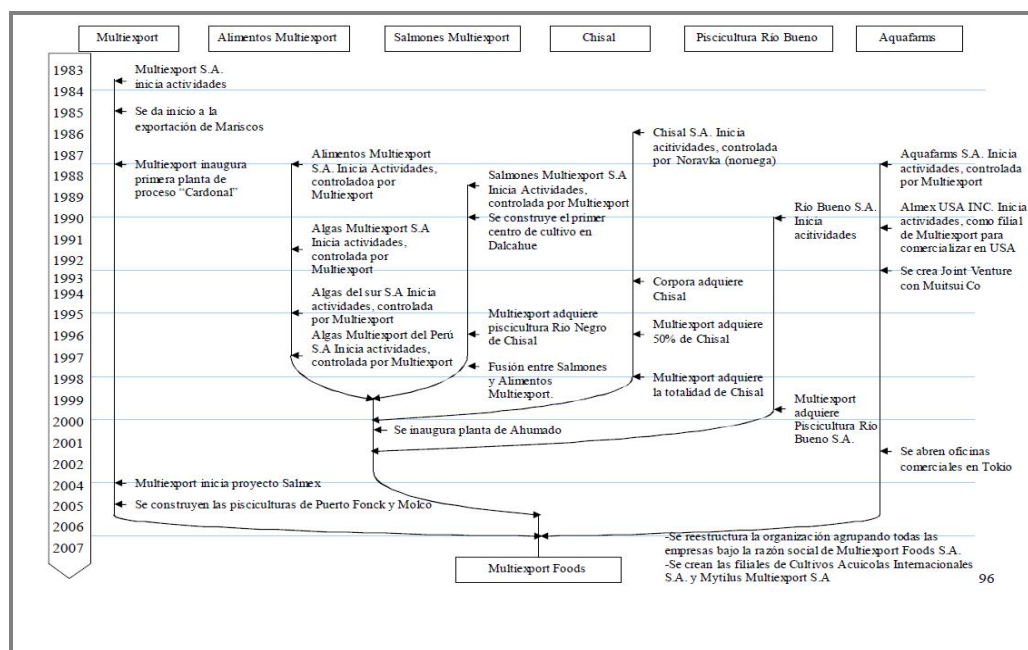 Multiexport
Alimentos Multiexport
Salmones Multiexport
Chisal
Piscicultura Río Bueno
Aquafarms
1983
1984
1985
1986
1987
1988
1989
1990
1991
1992
1993
1994
1995
1996
1997
1998
1999
2000
2001
2002
2004
2005
2006
2007
Multiexport S.A.
inicia actividades
Se da inicio a la
exportación de Mariscos
Multiexport inaugura
primera planta de
proceso “Cardonal”
Multiexport inicia proyecto Salmex
Se construyen las pisciculturas de Puerto Fonck y Molco
Alimentos Multiexport
S.A. Inicia Actividades,
controladoa por
Multiexport
Algas Multiexport S.A
Inicia actividades,
controlada por
Multiexport
Algas del sur S.A Inicia
actividades, controlada
por Multiexport
Algas Multiexport del Perú
S.A Inicia actividades,
controlada por Multiexport
Salmones Multiexport S.A
Inicia Actividades,
controlada por Multiexport
Se construye el primer
centro de cultivo en
Dalcahue
Multiexport adquiere
piscicultura Río Negro
de Chisal
Fusión entre Salmones
y Alimentos
Multiexport.
Se inaugura planta de Ahumado
Chisal S.A. Inicia
acitividades, controlada
por Noravka (noruega)
Corpora adquiere
Chisal
Multiexport adquiere
50% de Chisal
Multiexport adquiere
la totalidad de Chisal
Río Bueno S.A.
Inicia
acitividades
Multiexport
adquiere
Piscicultura Río
Bueno S.A.
Aquafarms S.A. Inicia
actividades, controlada
por Multiexport
Almex USA INC. Inicia
actividades, como filial
de Multiexport para
comercializar en USA
Se crea Joint Venture
con Muitsui Co
Se abren oficinas
comerciales en Tokio
Multiexport Foods
-Se reestructura la organización agrupando todas las
empresas bajo la razón social de Multiexport Foods S.A.
-Se crean las filiales de Cultivos Acuicolas Internacionales
S.A. y Mytilus Multiexport S.A
96